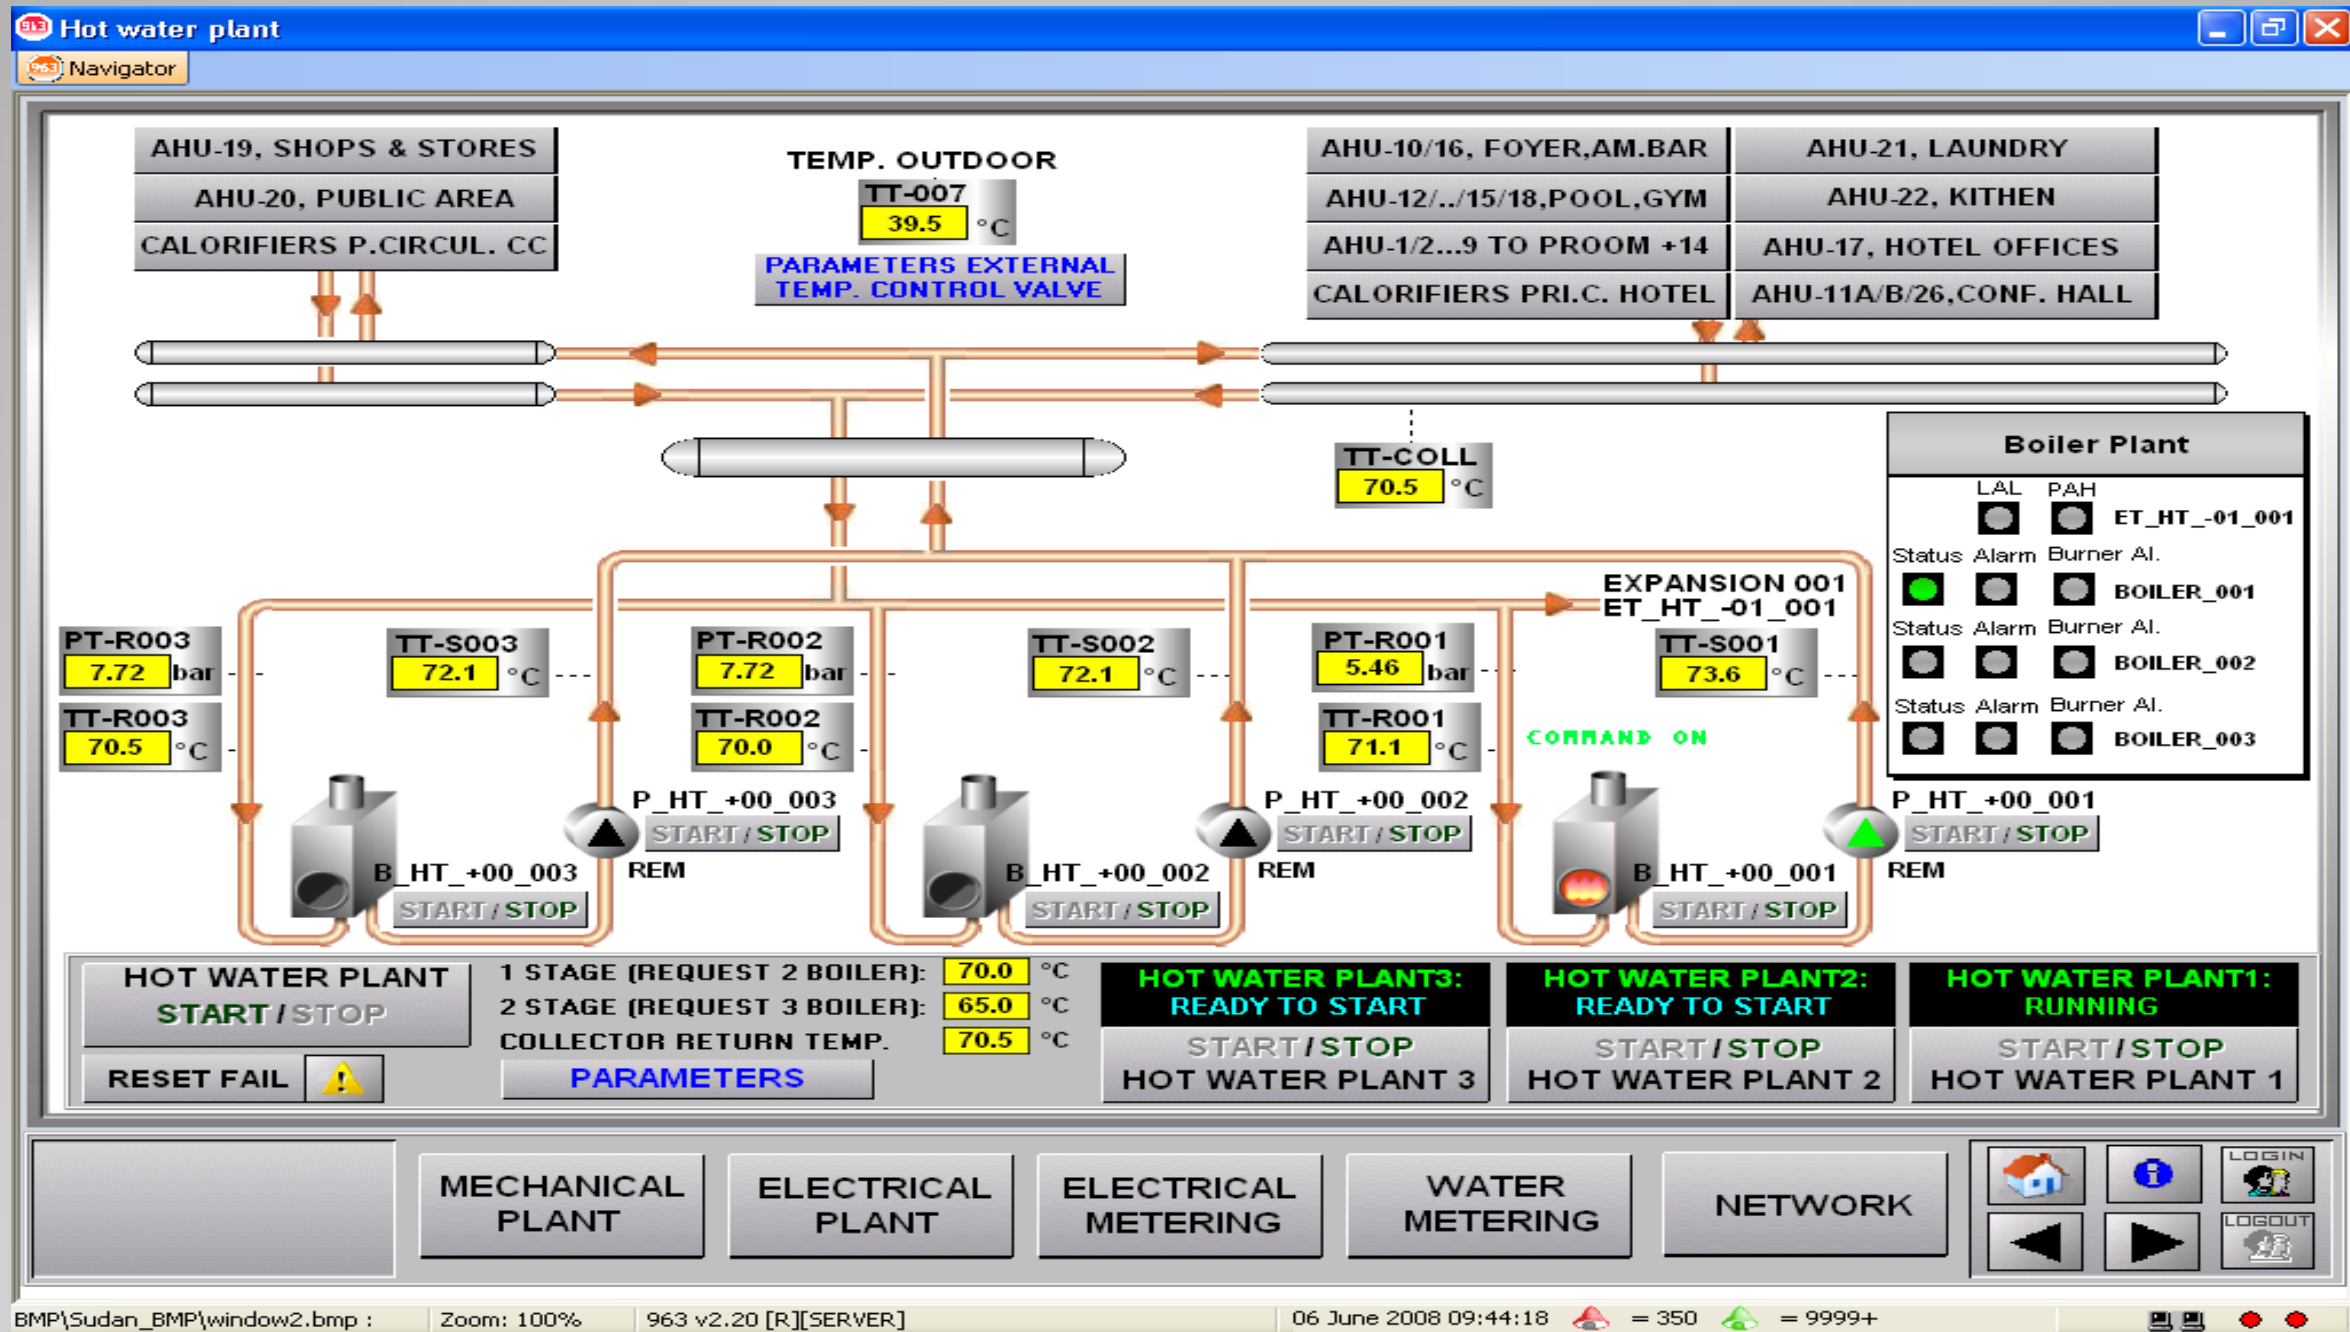 Hot water plant
Navigator
AHU-19, SHOPS & STORES
AHU-20, PUBLIC AREA
CALORIFIERS P.CIRCUL. CC
TEMP. OUTDOOR
TT-007
39.5 °C
PARAMETERS EXTERNAL
TEMP. CONTROL VALVE
AHU-10/16, FOYER,AM.BAR
AHU-12/../15/18,POOL,GYM
AHU-1/2...9 TO PROOM +14
CALORIFIERS PRI.C. HOTEL
AHU-21, LAUNDRY
AHU-22, KITHEN
AHU-17, HOTEL OFFICES
AHU-11A/B/26,CONF. HALL
TT-COLL
70.5 °C
Boiler Plant
LAL PAH
ET_HT_-01_001
Status Alarm Burner Al.
BOILER_001
Status Alarm Burner Al.
BOILER_002
Status Alarm Burner Al.
BOILER_003
EXPANSION 001
ET_HT_-01_001
PT-R003
7.72 bar
TT-R003
70.5 °C
TT-S003
72.1 °C
PT-R002
7.72 bar
TT-R002
70.0 °C
TT-S002
72.1 °C
PT-R001
5.46 bar
TT-R001
71.1 °C
TT-S001
73.6 °C
COMMAND ON
P_HT_+00_003
START / STOP
REM
B_HT_+00_003
START / STOP
P_HT_+00_002
START / STOP
REM
B_HT_+00_002
START / STOP
P_HT_+00_001
START / STOP
REM
B_HT_+00_001
START / STOP
HOT WATER PLANT
START / STOP
RESET FAIL
1 STAGE (REQUEST 2 BOILER): 70.0 °C
2 STAGE (REQUEST 3 BOILER): 65.0 °C
COLLECTOR RETURN TEMP. 70.5 °C
PARAMETERS
HOT WATER PLANT3:
READY TO START
START / STOP
HOT WATER PLANT 3
HOT WATER PLANT2:
READY TO START
START / STOP
HOT WATER PLANT 2
HOT WATER PLANT1:
RUNNING
START / STOP
HOT WATER PLANT 1
MECHANICAL
PLANT
ELECTRICAL
PLANT
ELECTRICAL
METERING
WATER
METERING
NETWORK
LOGIN
LOGOUT
BMP\Sudan_BMP\window2.bmp : Zoom: 100% 963 v2.20 [R][SERVER] 06 June 2008 09:44:18 = 350 = 9999+